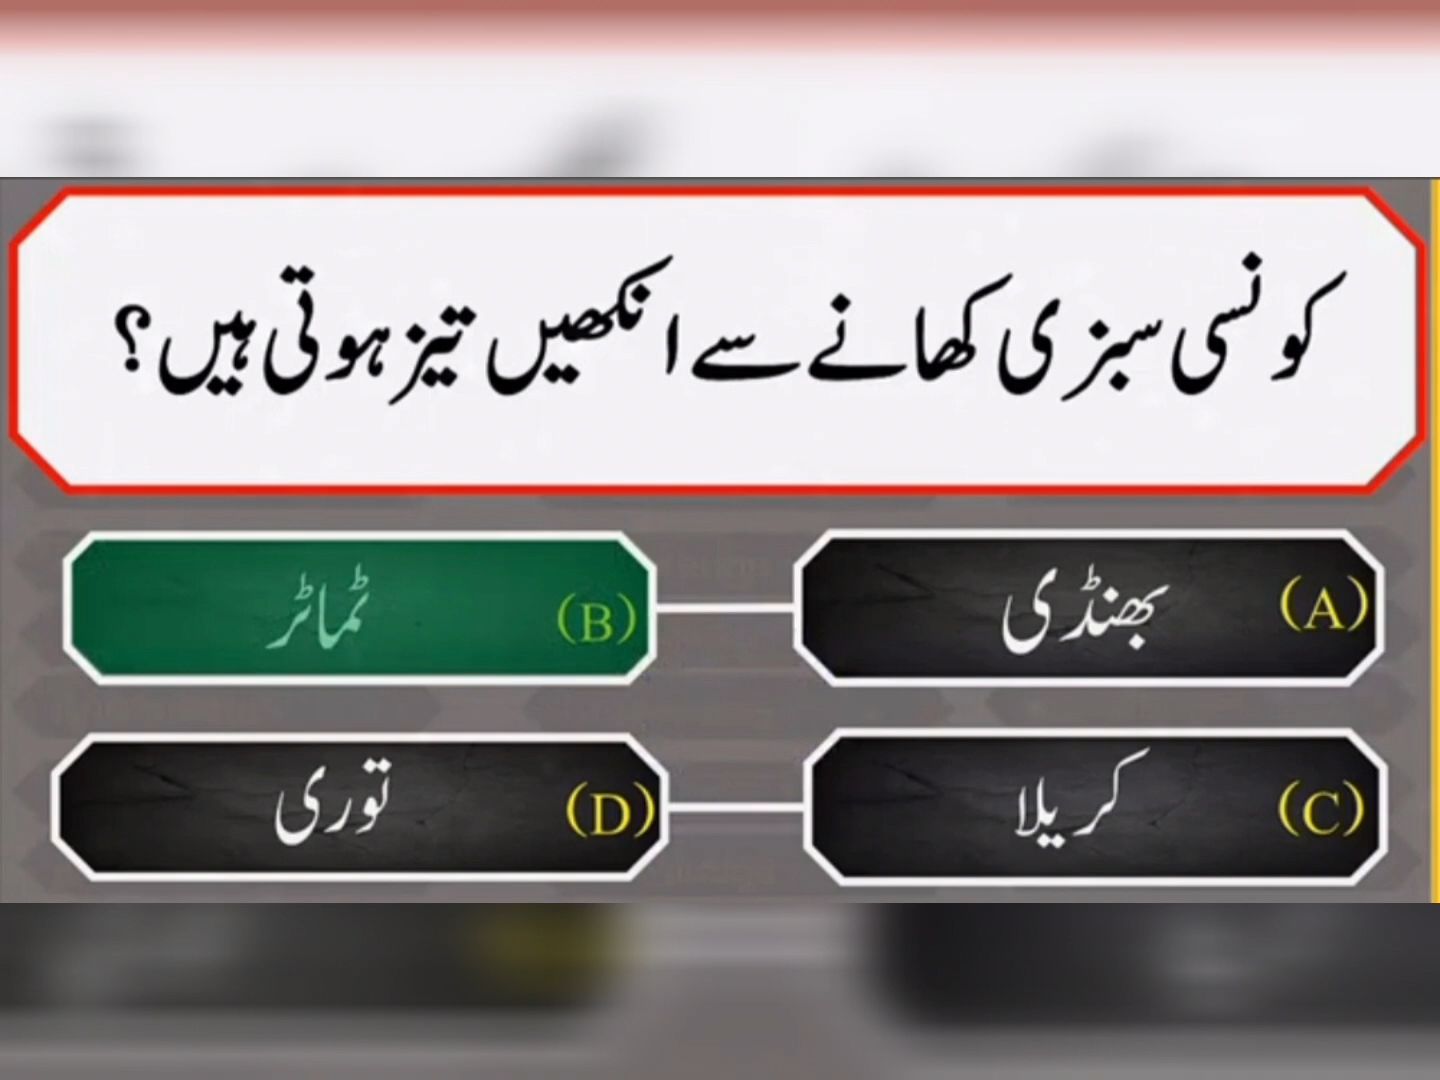 کونسی سبزی کھانے سے انکھیں تیز ہوتی ہیں؟
(A) بھنڈی
(B) ٹماٹر
(C) کریلا
(D) توری